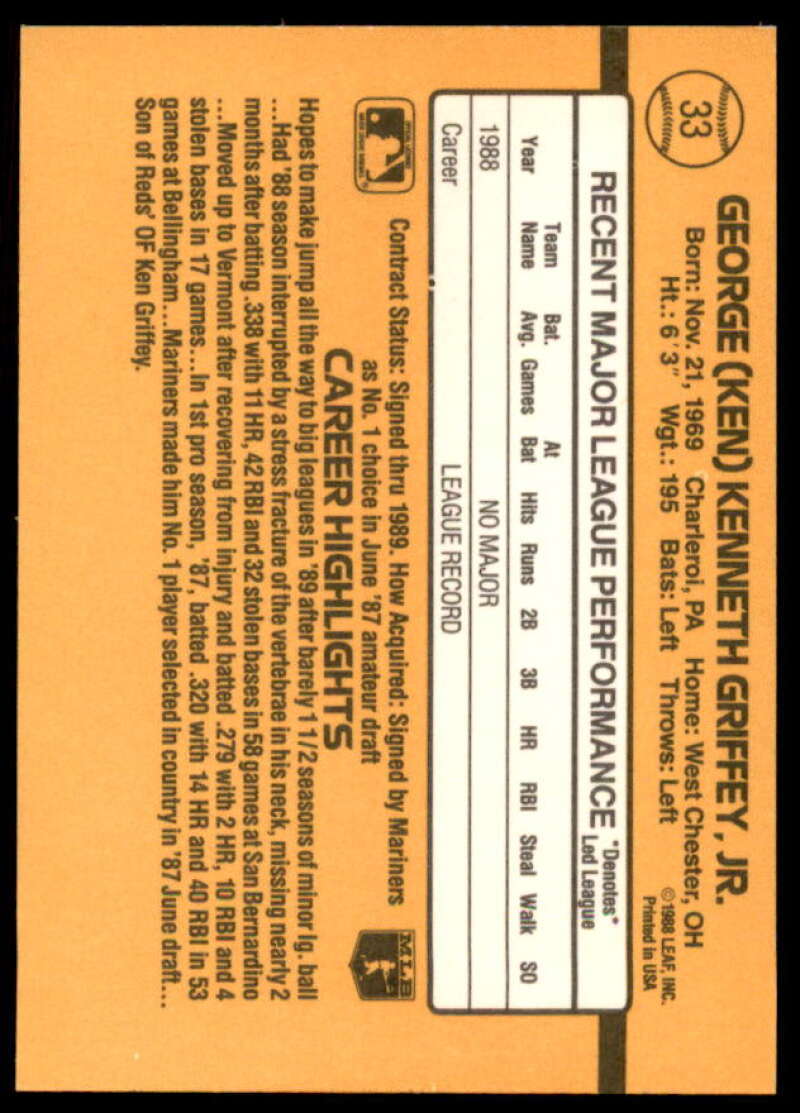 33
GEORGE (KEN) KENNETH GRIFFEY, JR.
Born: Nov. 21, 1969 Charleroi, PA Home: West Chester, OH
Ht.: 6'3" Wgt.: 195 Bats: Left Throws: Left
©1988 LEAF, INC.
Printed in USA
RECENT MAJOR LEAGUE PERFORMANCE *Denotes*
Led League
Year Team Name Bat. Avg. Games At Bat Hits Runs 2B 3B HR RBI Steal Walk SO
1988 NO MAJOR
Career LEAGUE RECORD
Contract Status: Signed thru 1989. How Acquired: Signed by Mariners
as No. 1 choice in June '87 amateur draft
MLB
CAREER HIGHLIGHTS
Hopes to make jump all the way to big leagues in '89 after barely 1 1/2 seasons of minor lg. ball
...Had '88 season interrupted by a stress fracture of the vertebrae in his neck, missing nearly 2
months after batting .338 with 11 HR, 42 RBI and 32 stolen bases in 58 games at San Bernardino
...Moved up to Vermont after recovering from injury and batted .279 with 2 HR, 10 RBI and 4
stolen bases in 17 games...In 1st pro season, '87, batted .320 with 14 HR and 40 RBI in 53
games at Bellingham...Mariners made him No. 1 player selected in country in '87 June draft...
Son of Reds' OF Ken Griffey.